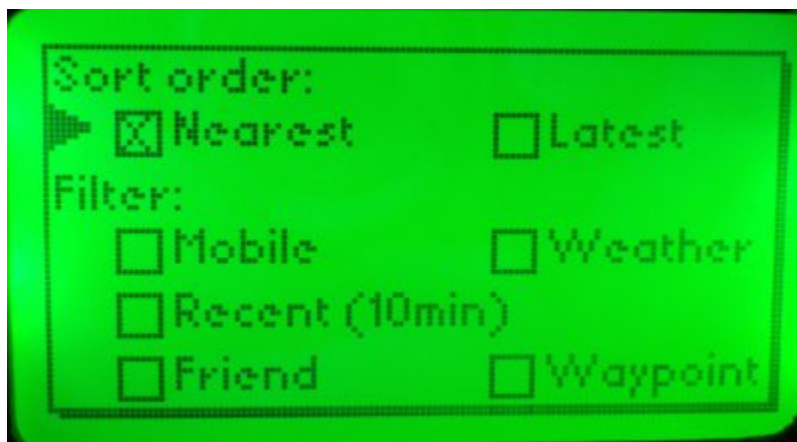 Sort order:
Nearest Latest
Filter:
Mobile Weather
Recent (10min)
Friend Waypoint